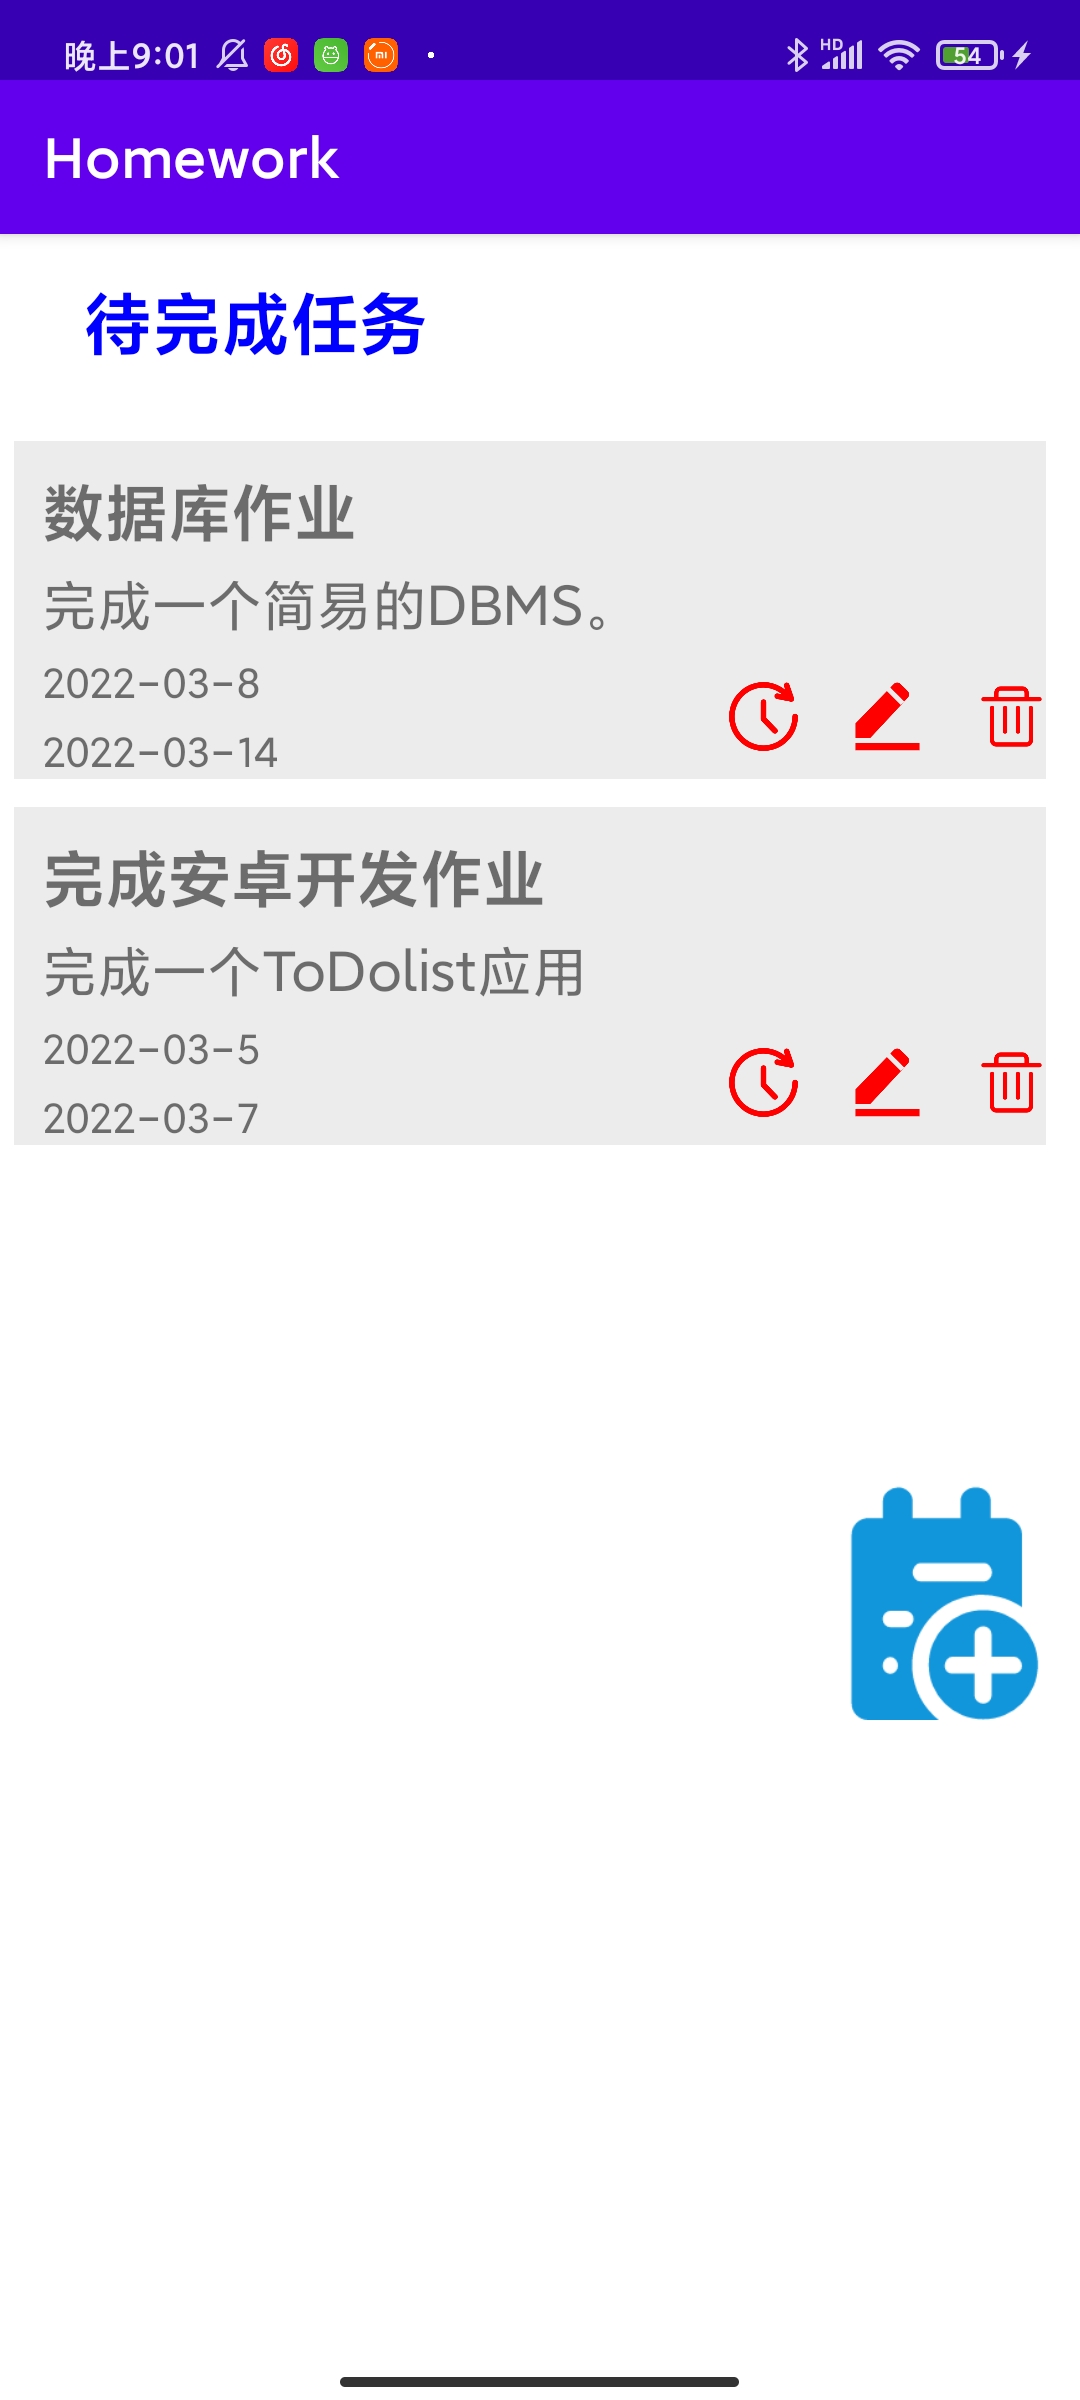 晚上9:01
HD
54
Homework
待完成任务
数据库作业
完成一个简易的DBMS。
2022-03-8
2022-03-14
完成安卓开发作业
完成一个ToDolist应用
2022-03-5
2022-03-7